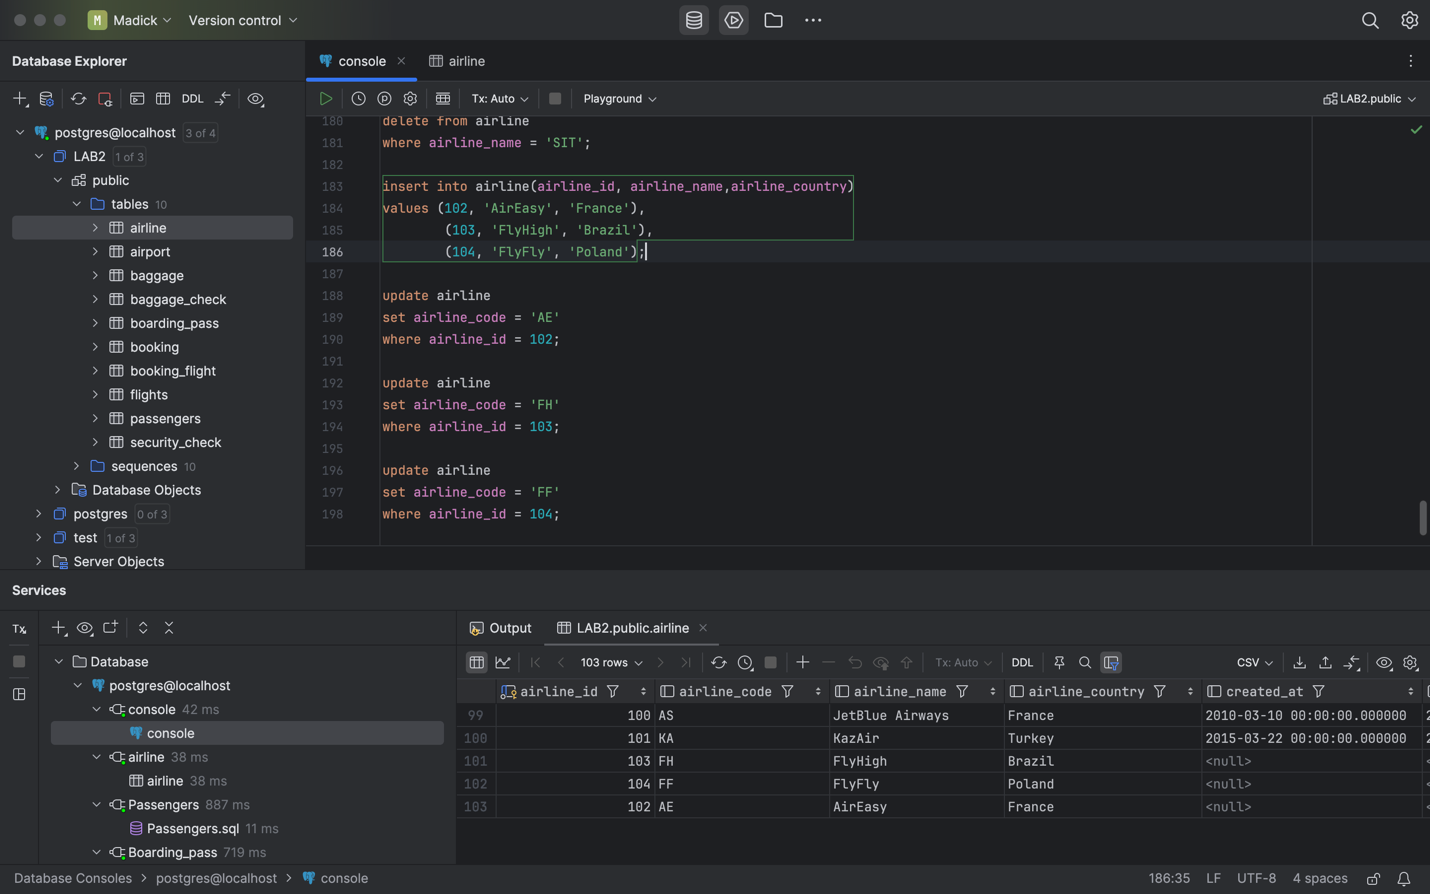 M Madick Version control
Database Explorer
console
airline
DDL
Tx: Auto
Playground
LAB2.public
postgres@localhost 3 of 4
LAB2 1 of 3
public
tables 10
airline
airport
baggage
baggage_check
boarding_pass
booking
booking_flight
flights
passengers
security_check
sequences 10
Database Objects
postgres 0 of 3
test 1 of 3
Server Objects
180 delete from airline
181 where airline_name = 'SIT';
182
183 insert into airline(airline_id, airline_name,airline_country)
184 values (102, 'AirEasy', 'France'),
185 (103, 'FlyHigh', 'Brazil'),
186 (104, 'FlyFly', 'Poland');
187
188 update airline
189 set airline_code = 'AE'
190 where airline_id = 102;
191
192 update airline
193 set airline_code = 'FH'
194 where airline_id = 103;
195
196 update airline
197 set airline_code = 'FF'
198 where airline_id = 104;
Services
Tx
Database
postgres@localhost
console 42 ms
console
airline 38 ms
airline 38 ms
Passengers 887 ms
Passengers.sql 11 ms
Boarding_pass 719 ms
Output LAB2.public.airline
103 rows Tx: Auto DDL CSV
airline_id airline_code airline_name airline_country created_at
99 100 AS JetBlue Airways France 2010-03-10 00:00:00.000000
100 101 KA KazAir Turkey 2015-03-22 00:00:00.000000
101 103 FH FlyHigh Brazil <null>
102 104 FF FlyFly Poland <null>
103 102 AE AirEasy France <null>
Database Consoles > postgres@localhost > console
186:35 LF UTF-8 4 spaces